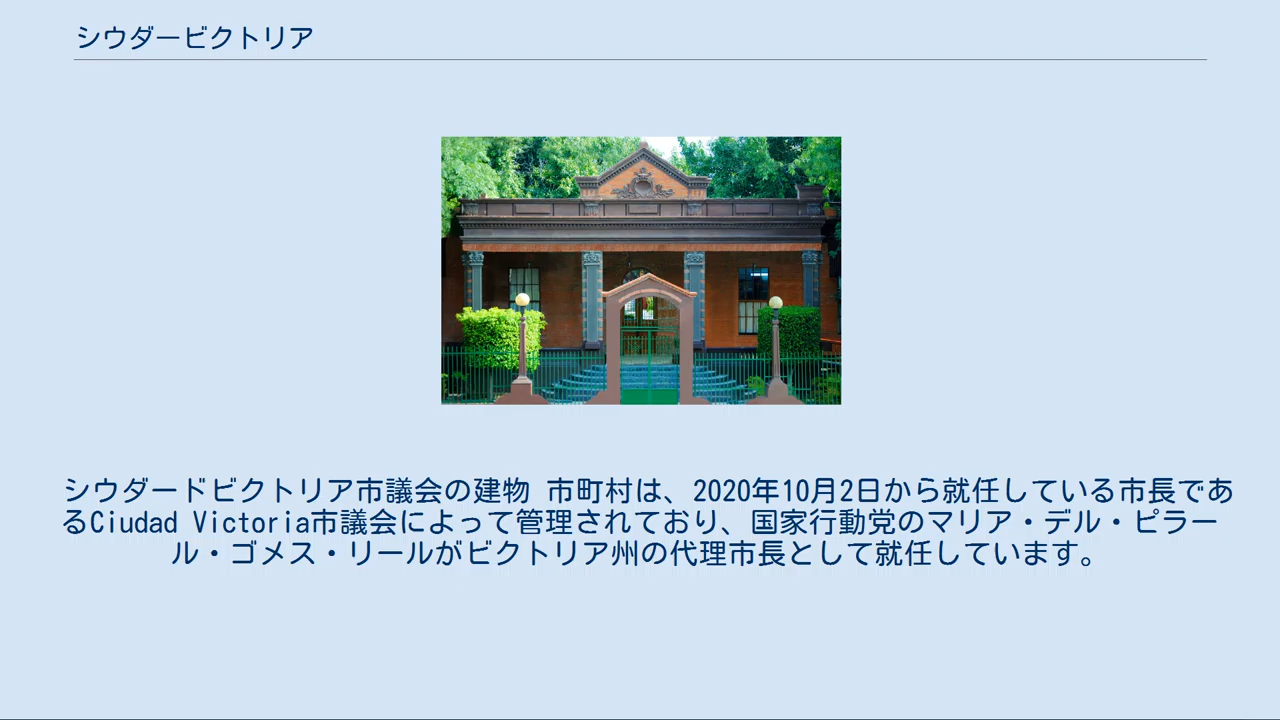 シウダービクトリア
シウダードビクトリア市議会の建物 市町村は、2020年10月2日から就任している市長であ
るCiudad Victoria市議会によって管理されており、国家行動党のマリア・デル・ピラー
ル・ゴメス・リールがビクトリア州の代理市長として就任しています。